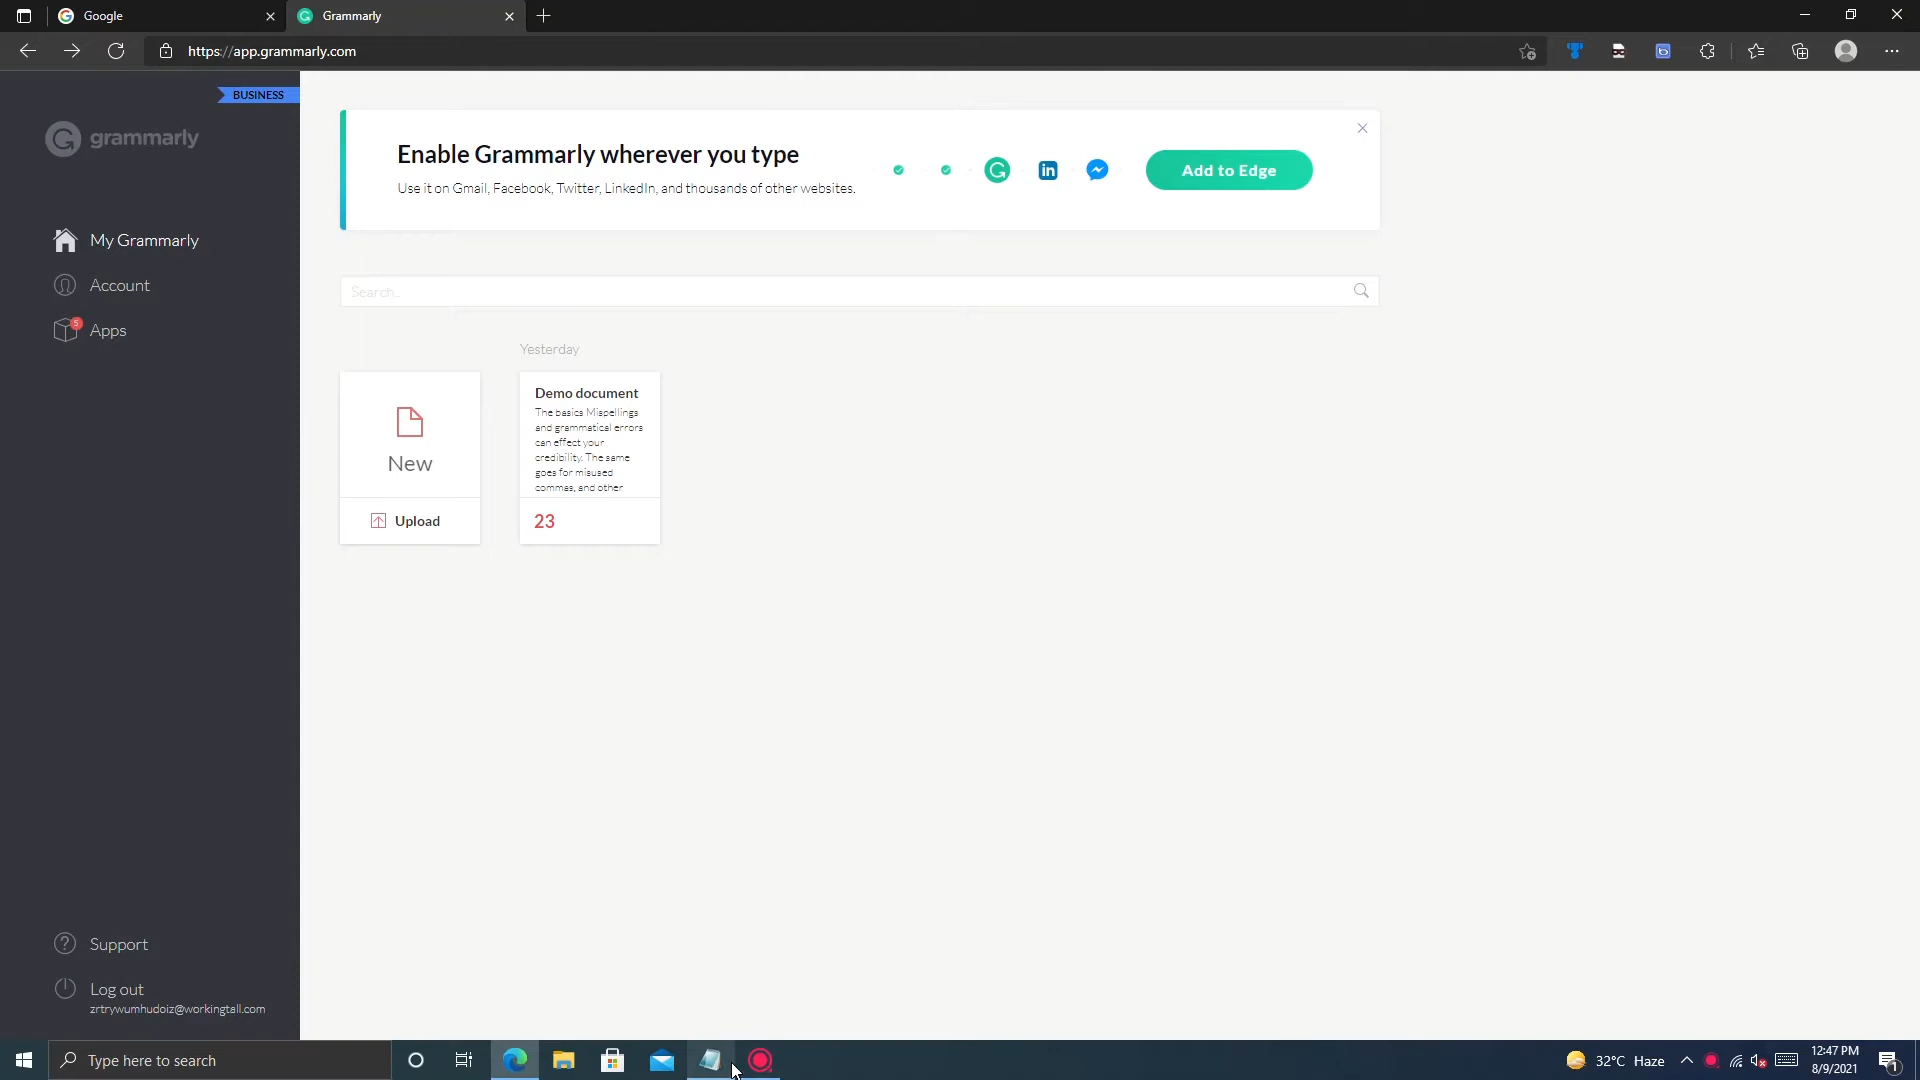 Google
Grammarly
https://app.grammarly.com
BUSINESS
grammarly
My Grammarly
Account
5
Apps
Enable Grammarly wherever you type
Use it on Gmail, Facebook, Twitter, LinkedIn, and thousands of other websites.
in
Add to Edge
Search...
Yesterday
New
Upload
Demo document
The basics Mispellings
and grammatical errors
can effect your
credibility. The same
goes for misused
commas, and other
23
Support
Log out
zrtrywumhudoiz@workingtall.com
Type here to search
32°C Haze
12:47 PM
8/9/2021
1